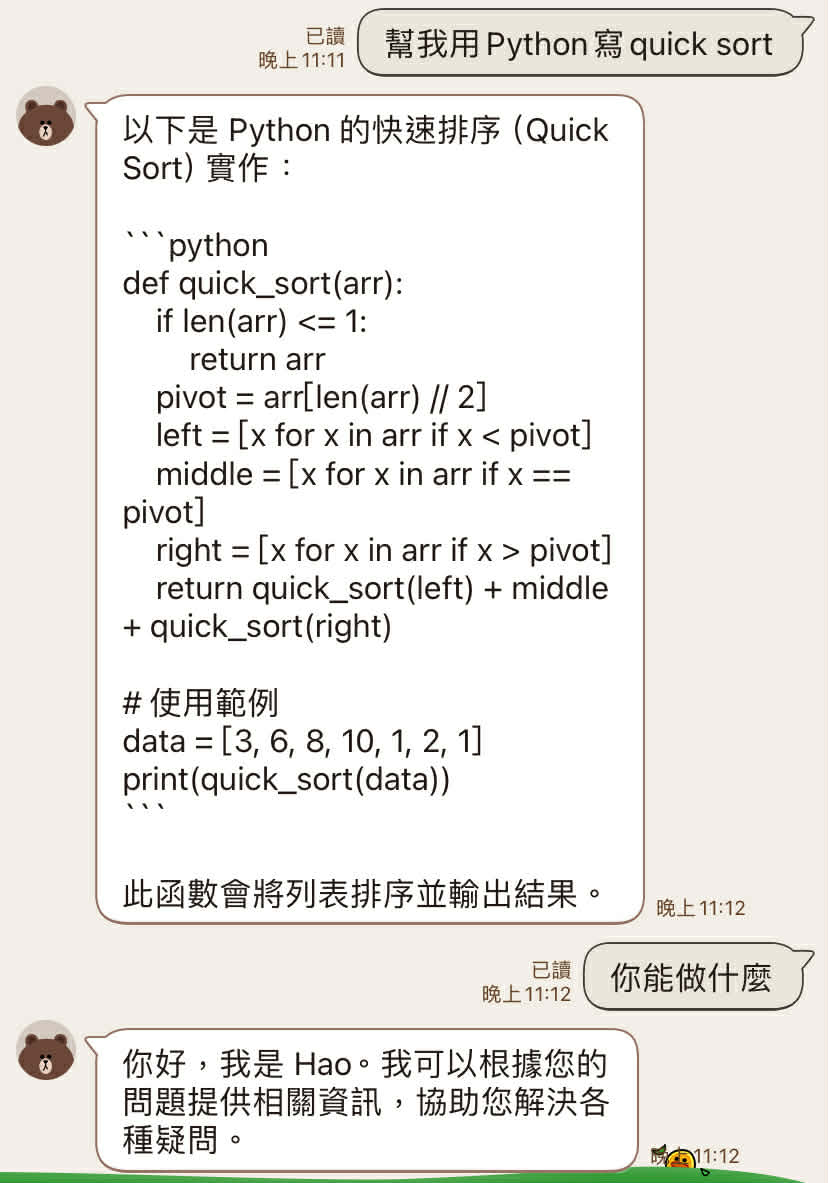 已讀
晚上 11:11
幫我用 Python 寫 quick sort
以下是 Python 的快速排序（Quick
Sort）實作：
```python
def quick_sort(arr):
    if len(arr) <= 1:
        return arr
    pivot = arr[len(arr) // 2]
    left = [x for x in arr if x < pivot]
    middle = [x for x in arr if x ==
pivot]
    right = [x for x in arr if x > pivot]
    return quick_sort(left) + middle
+ quick_sort(right)
# 使用範例
data = [3, 6, 8, 10, 1, 2, 1]
print(quick_sort(data))
```
此函數會將列表排序並輸出結果。
晚上 11:12
已讀
晚上 11:12
你能做什麼
你好，我是 Hao。我可以根據您的
問題提供相關資訊，協助您解決各
種疑問。
晚上 11:12